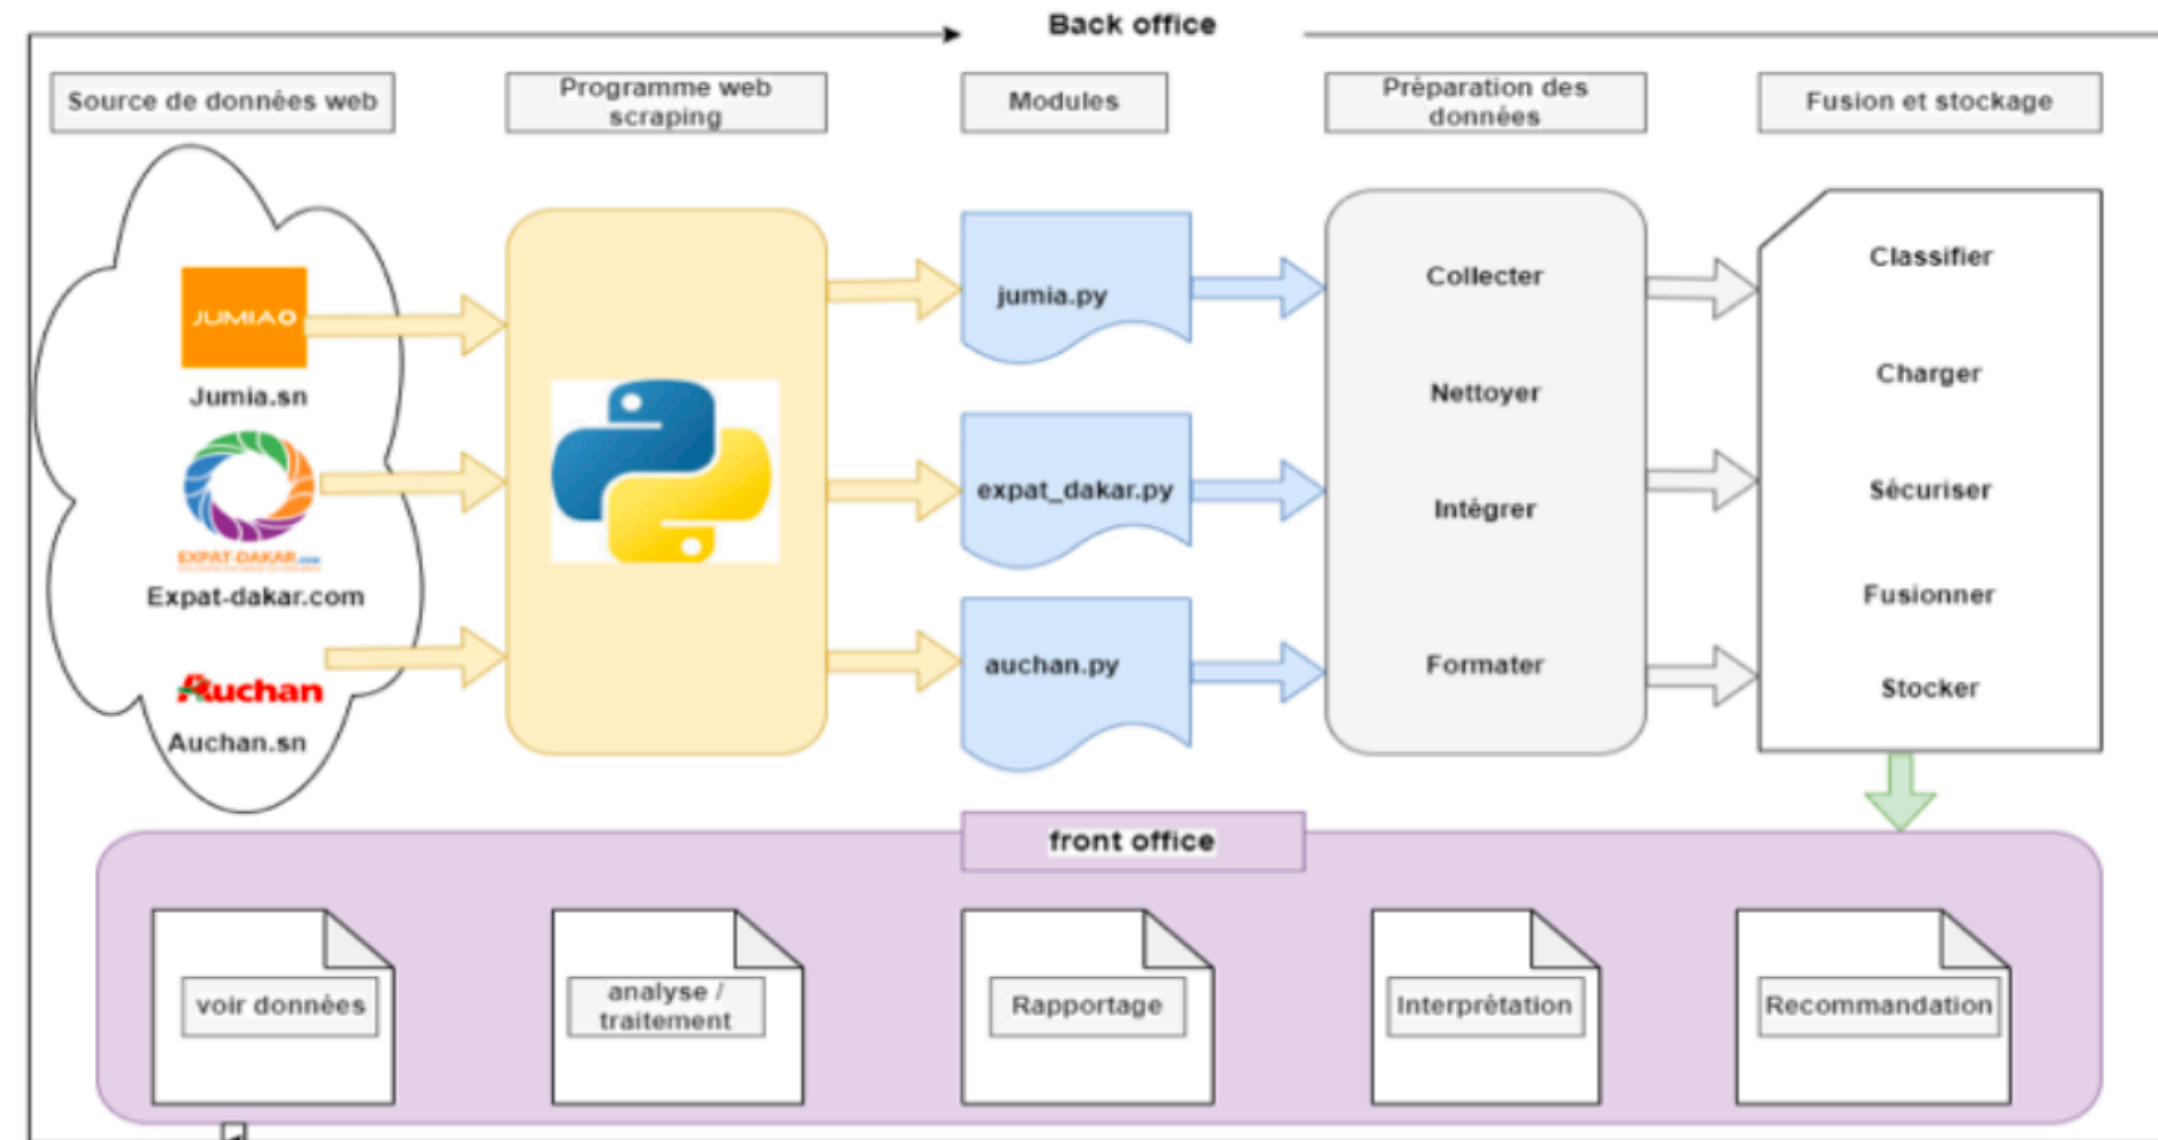 Back office
Source de données web
Programme web
scraping
Modules
Préparation des
données
Fusion et stockage
JUMIA
Jumia.sn
EXPAT-DAKAR.com
Expat-dakar.com
Auchan
Auchan.sn
jumia.py
expat_dakar.py
auchan.py
Collecter
Nettoyer
Intégrer
Formater
Classifier
Charger
Sécuriser
Fusionner
Stocker
front office
voir données
analyse /
traitement
Rapportage
Interprétation
Recommandation